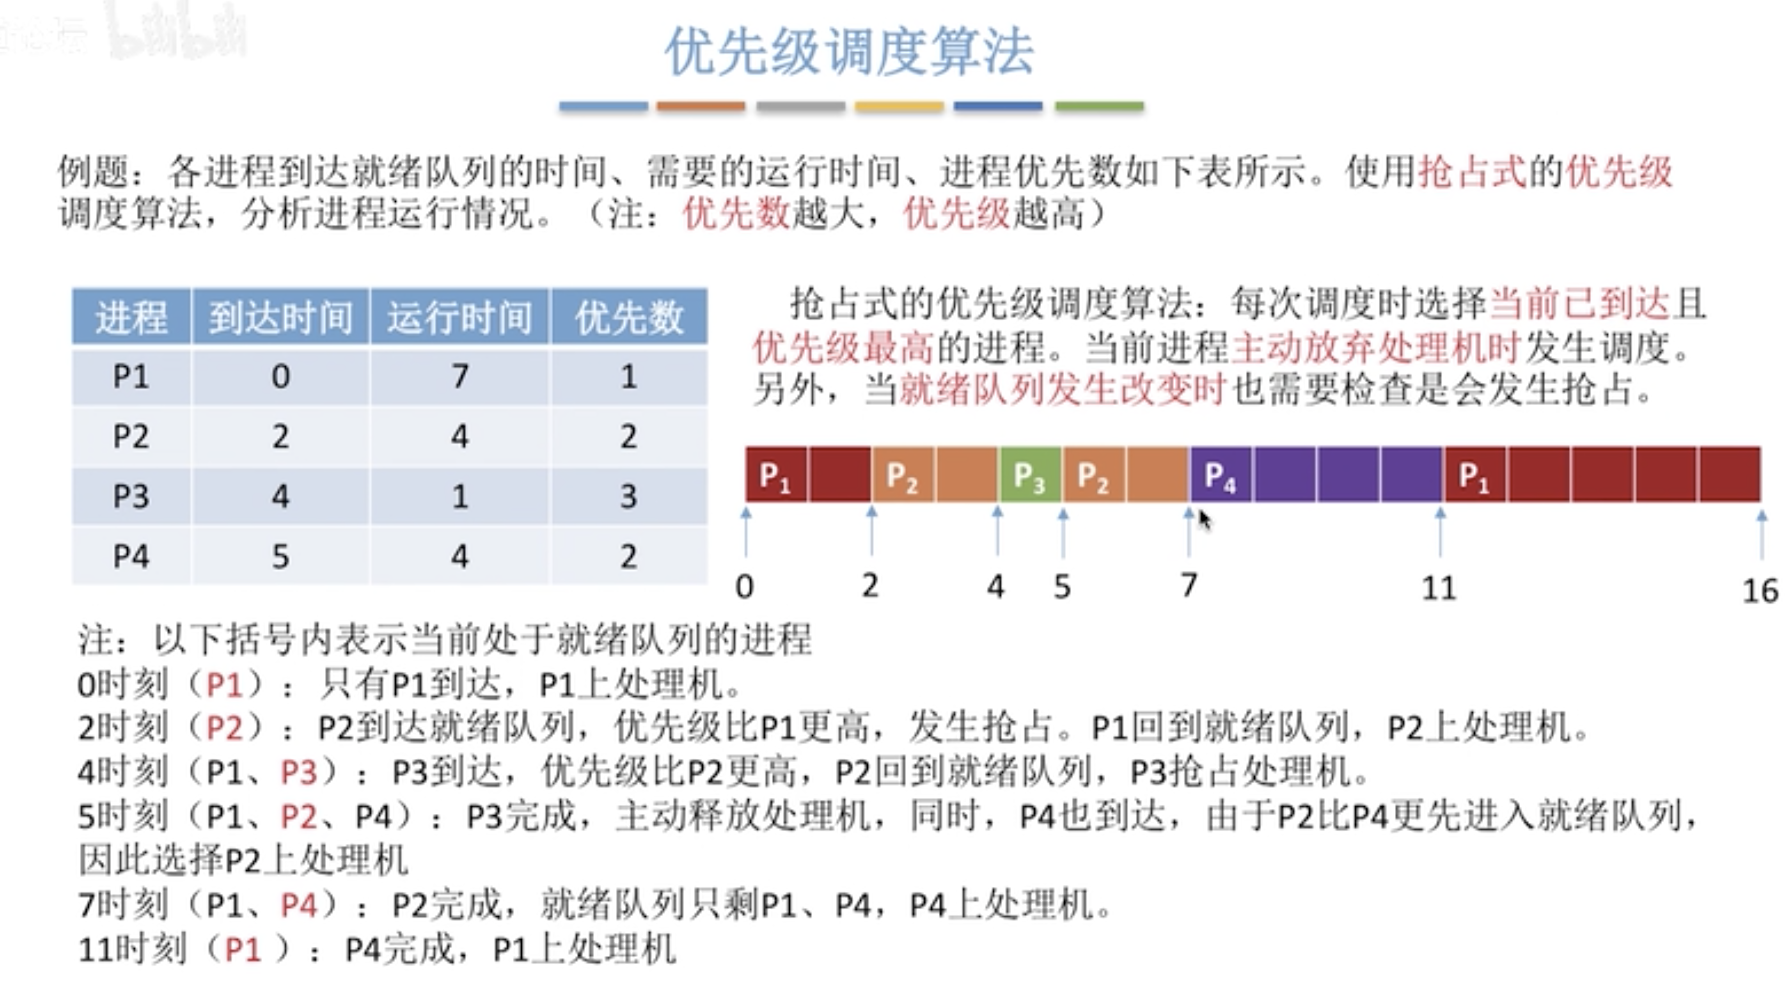 bilibili
优先级调度算法
例题：各进程到达就绪队列的时间、需要的运行时间、进程优先数如下表所示。使用抢占式的优先级
调度算法，分析进程运行情况。（注：优先数越大，优先级越高）
进程 到达时间 运行时间 优先数
P1 0 7 1
P2 2 4 2
P3 4 1 3
P4 5 4 2
抢占式的优先级调度算法：每次调度时选择当前已到达且
优先级最高的进程。当前进程主动放弃处理机时发生调度。
另外，当就绪队列发生改变时也需要检查是会发生抢占。
P1 P2 P3 P2 P4 P1
0 2 4 5 7 11 16
注：以下括号内表示当前处于就绪队列的进程
0时刻（P1）：只有P1到达，P1上处理机。
2时刻（P2）：P2到达就绪队列，优先级比P1更高，发生抢占。P1回到就绪队列，P2上处理机。
4时刻（P1、P3）：P3到达，优先级比P2更高，P2回到就绪队列，P3抢占处理机。
5时刻（P1、P2、P4）：P3完成，主动释放处理机，同时，P4也到达，由于P2比P4更先进入就绪队列，
因此选择P2上处理机
7时刻（P1、P4）：P2完成，就绪队列只剩P1、P4，P4上处理机。
11时刻（P1 ）：P4完成，P1上处理机